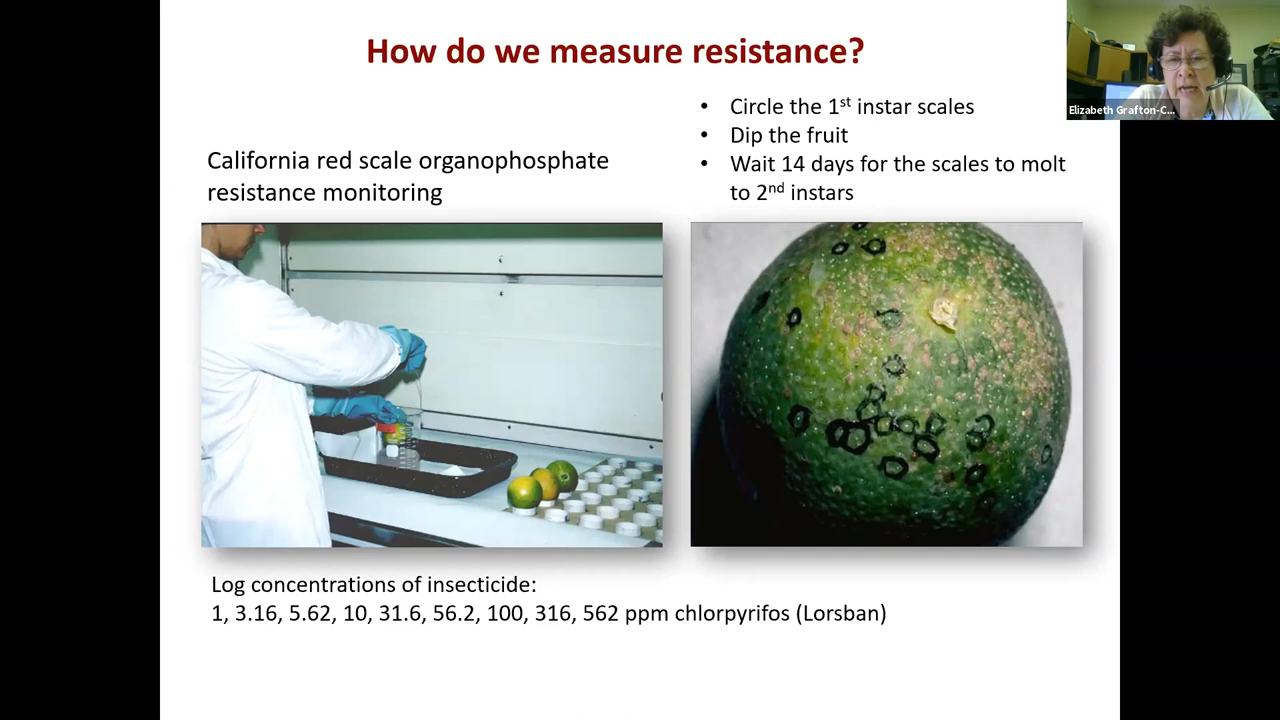 How do we measure resistance?
Elizabeth Grafton-C...
• Circle the 1st instar scales
• Dip the fruit
• Wait 14 days for the scales to molt
to 2nd instars
California red scale organophosphate
resistance monitoring
Log concentrations of insecticide:
1, 3.16, 5.62, 10, 31.6, 56.2, 100, 316, 562 ppm chlorpyrifos (Lorsban)